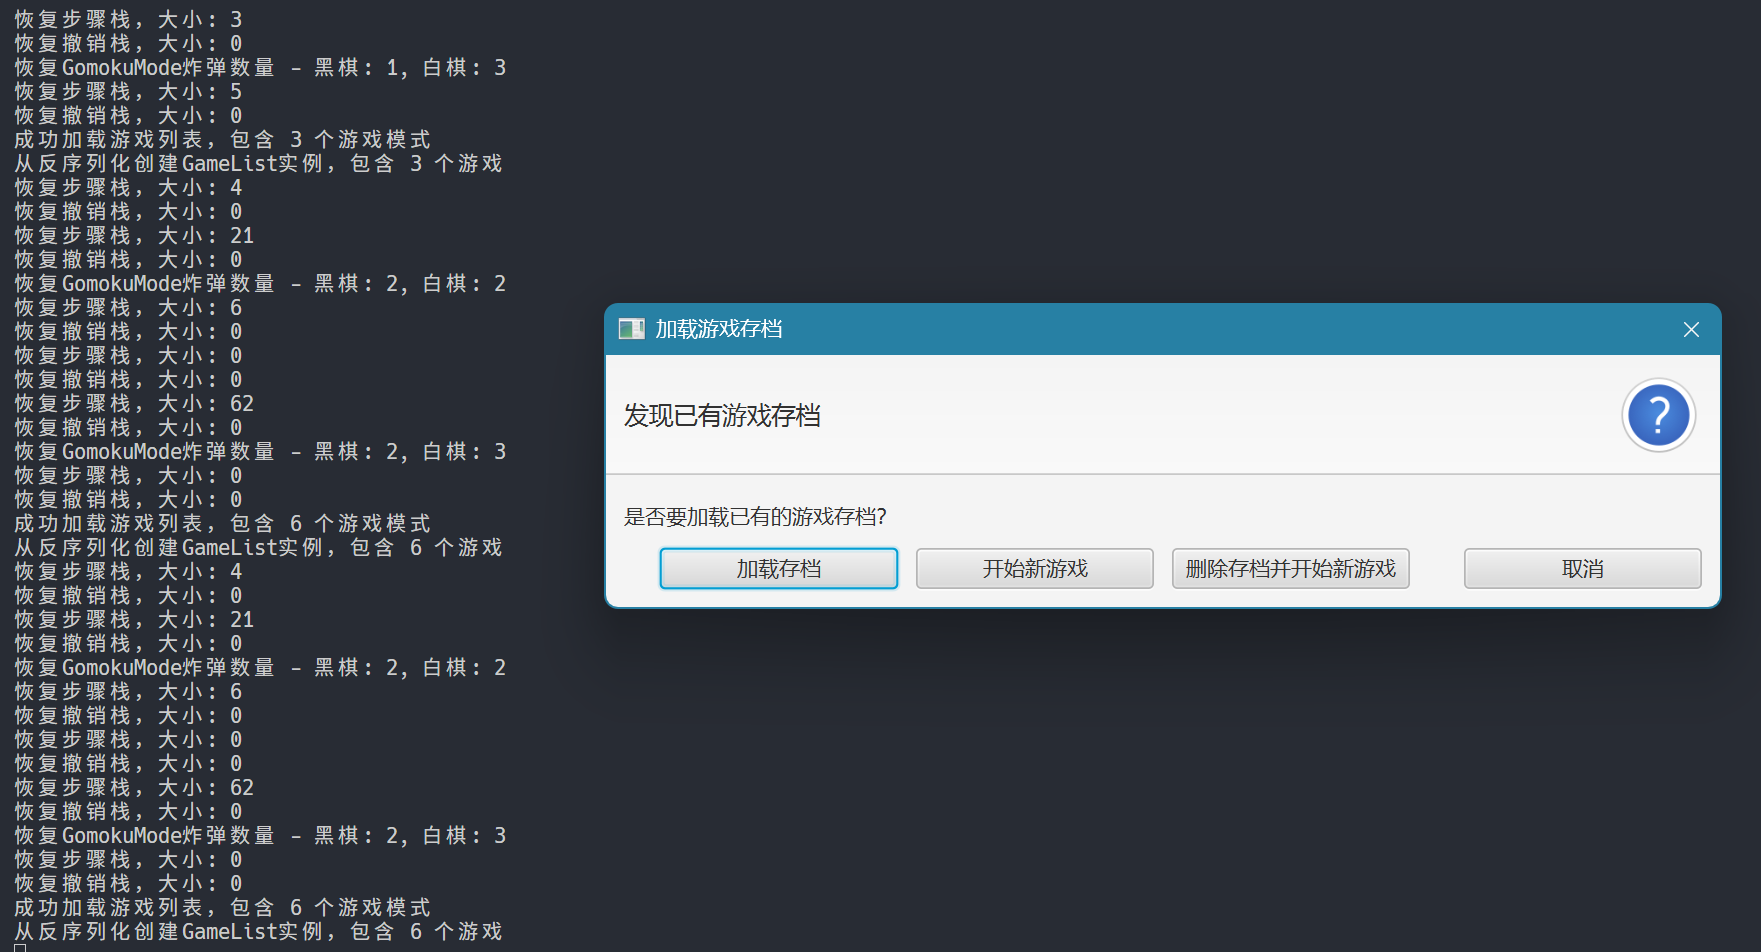 恢复步骤栈，大小: 3
恢复撤销栈，大小: 0
恢复GomokuMode炸弹数量 - 黑棋: 1, 白棋: 3
恢复步骤栈，大小: 5
恢复撤销栈，大小: 0
成功加载游戏列表，包含 3 个游戏模式
从反序列化创建GameList实例，包含 3 个游戏
恢复步骤栈，大小: 4
恢复撤销栈，大小: 0
恢复步骤栈，大小: 21
恢复撤销栈，大小: 0
恢复GomokuMode炸弹数量 - 黑棋: 2, 白棋: 2
恢复步骤栈，大小: 6
恢复撤销栈，大小: 0
恢复步骤栈，大小: 0
恢复撤销栈，大小: 0
恢复步骤栈，大小: 62
恢复撤销栈，大小: 0
恢复GomokuMode炸弹数量 - 黑棋: 2, 白棋: 3
恢复步骤栈，大小: 0
恢复撤销栈，大小: 0
成功加载游戏列表，包含 6 个游戏模式
从反序列化创建GameList实例，包含 6 个游戏
恢复步骤栈，大小: 4
恢复撤销栈，大小: 0
恢复步骤栈，大小: 21
恢复撤销栈，大小: 0
恢复GomokuMode炸弹数量 - 黑棋: 2, 白棋: 2
恢复步骤栈，大小: 6
恢复撤销栈，大小: 0
恢复步骤栈，大小: 0
恢复撤销栈，大小: 0
恢复步骤栈，大小: 62
恢复撤销栈，大小: 0
恢复GomokuMode炸弹数量 - 黑棋: 2, 白棋: 3
恢复步骤栈，大小: 0
恢复撤销栈，大小: 0
成功加载游戏列表，包含 6 个游戏模式
从反序列化创建GameList实例，包含 6 个游戏
加载游戏存档
发现已有游戏存档
?
是否要加载已有的游戏存档?
加载存档
开始新游戏
删除存档并开始新游戏
取消